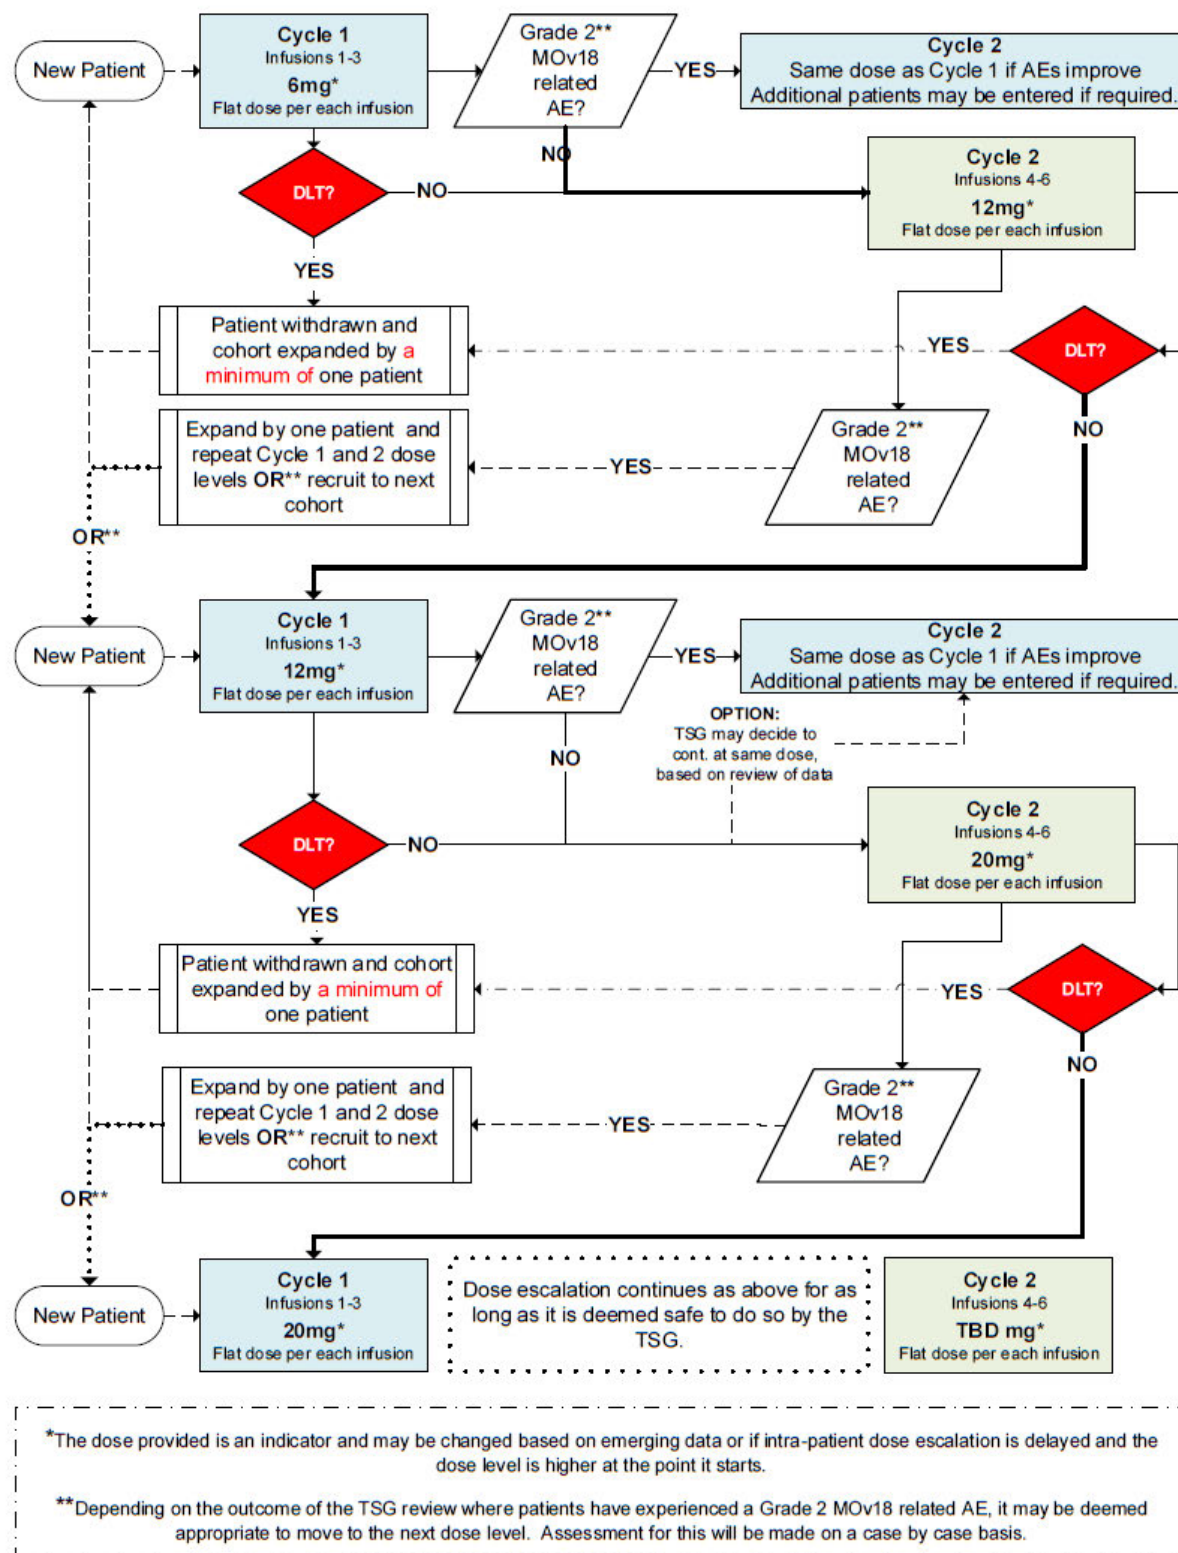 New Patient
Cycle 1
Infusions 1-3
6mg*
Flat dose per each infusion
Grade 2**
MOv18
related
AE?
YES
Cycle 2
Same dose as Cycle 1 if AEs improve
Additional patients may be entered if required.
NO
DLT?
NO
Cycle 2
Infusions 4-6
12mg*
Flat dose per each infusion
YES
Patient withdrawn and
cohort expanded by a
minimum of one patient
YES
DLT?
NO
Expand by one patient and
repeat Cycle 1 and 2 dose
levels OR** recruit to next
cohort
YES
Grade 2**
MOv18
related
AE?
OR**
New Patient
Cycle 1
Infusions 1-3
12mg*
Flat dose per each infusion
Grade 2**
MOv18
related
AE?
YES
Cycle 2
Same dose as Cycle 1 if AEs improve
Additional patients may be entered if required.
OPTION:
TSG may decide to
cont. at same dose,
based on review of data
NO
DLT?
NO
Cycle 2
Infusions 4-6
20mg*
Flat dose per each infusion
YES
Patient withdrawn and cohort
expanded by a minimum of
one patient
YES
DLT?
NO
Expand by one patient and
repeat Cycle 1 and 2 dose
levels OR** recruit to next
cohort
YES
Grade 2**
MOv18
related
AE?
OR**
New Patient
Cycle 1
Infusions 1-3
20mg*
Flat dose per each infusion
Dose escalation continues as above for as
long as it is deemed safe to do so by the
TSG.
Cycle 2
Infusions 4-6
TBD mg*
Flat dose per each infusion
*The dose provided is an indicator and may be changed based on emerging data or if intra-patient dose escalation is delayed and the
dose level is higher at the point it starts.
**Depending on the outcome of the TSG review where patients have experienced a Grade 2 MOv18 related AE, it may be deemed
appropriate to move to the next dose level. Assessment for this will be made on a case by case basis.